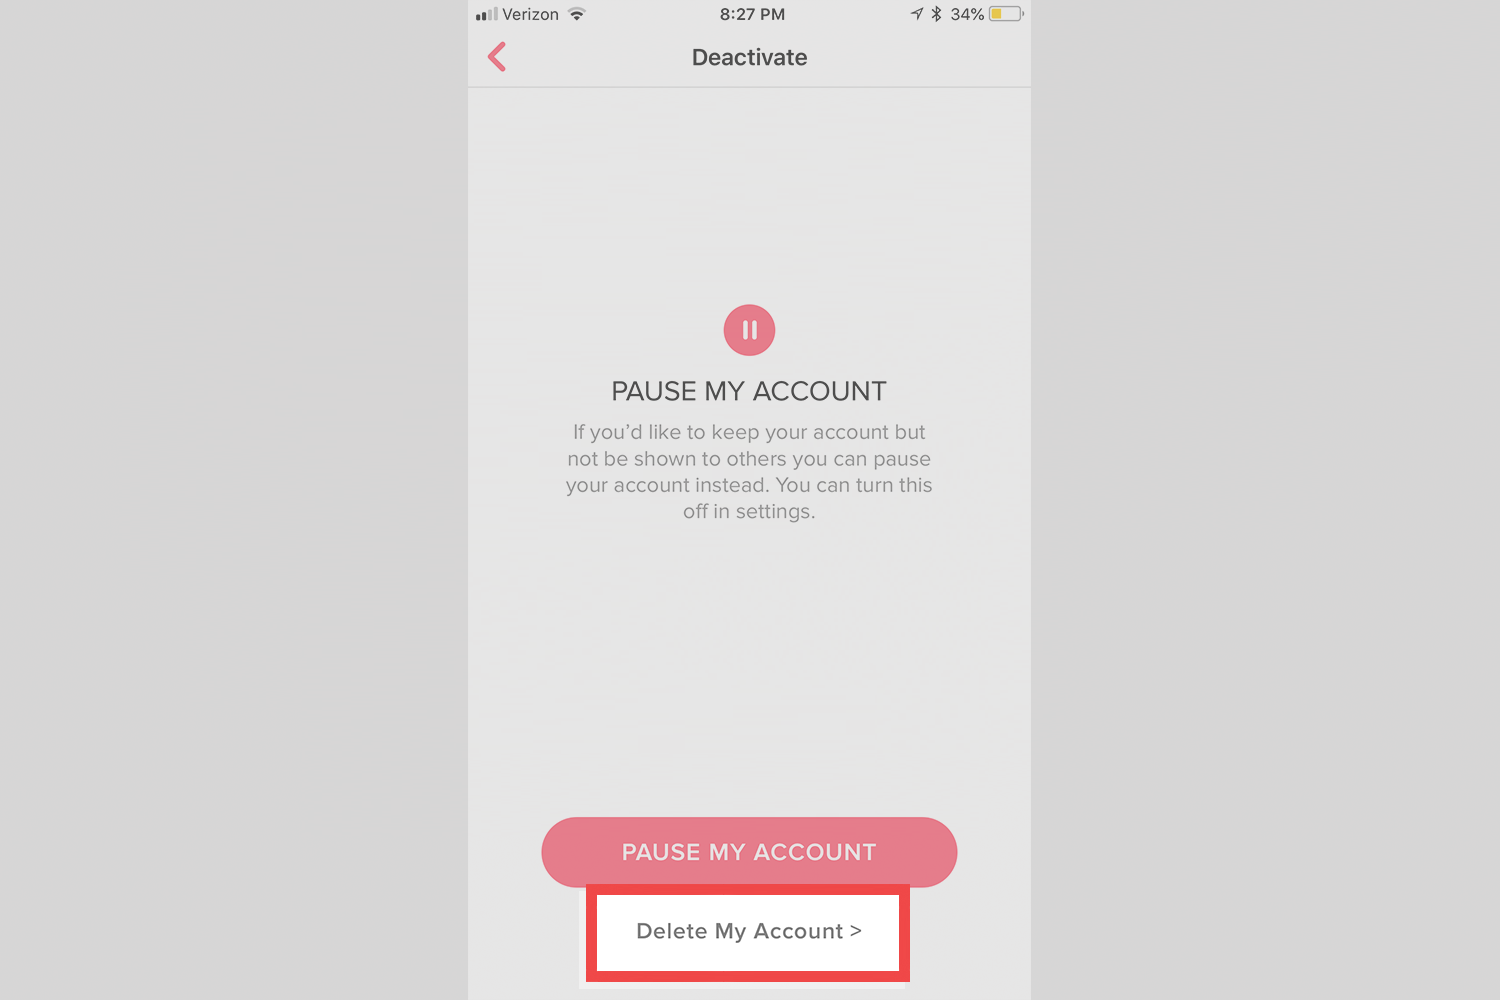 Verizon 8:27 PM 34%
Deactivate
PAUSE MY ACCOUNT
If you’d like to keep your account but
not be shown to others you can pause
your account instead. You can turn this
off in settings.
PAUSE MY ACCOUNT
Delete My Account >